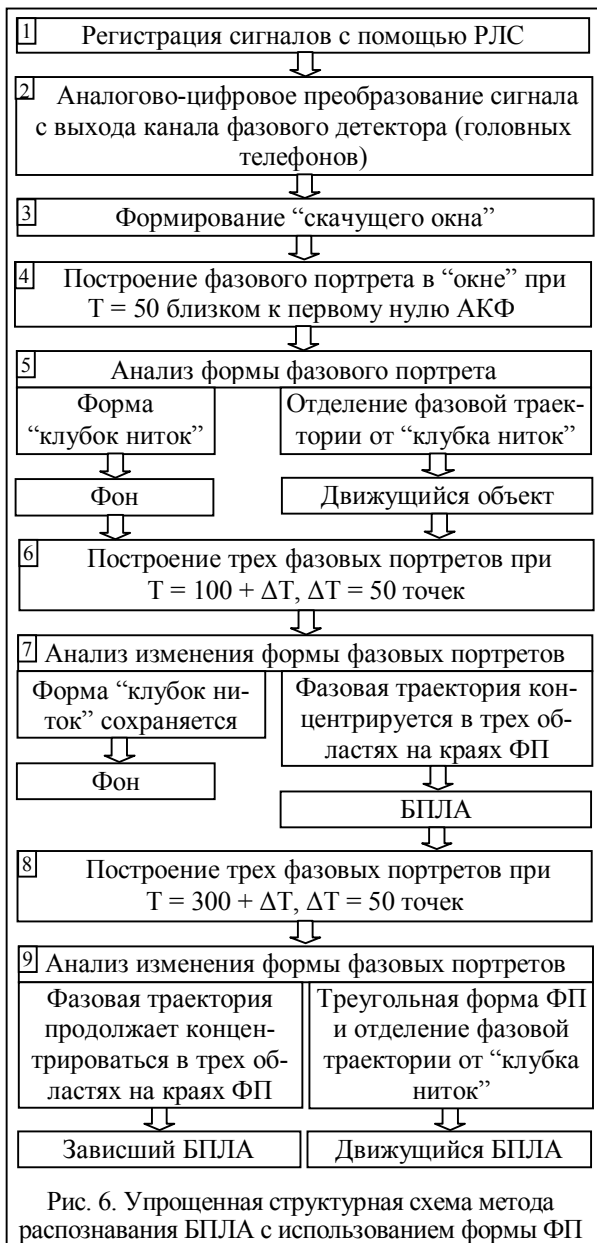 1 Регистрация сигналов с помощью РЛС
2 Аналогово-цифровое преобразование сигнала
с выхода канала фазового детектора (головных
телефонов)
3 Формирование “скачущего окна”
4 Построение фазового портрета в “окне” при
T = 50 близком к первому нулю АКФ
5 Анализ формы фазового портрета
Форма
“клубок ниток”
Отделение фазовой траек-
тории от “клубка ниток”
Фон
Движущийся объект
6 Построение трех фазовых портретов при
T = 100 + ΔT, ΔT = 50 точек
7 Анализ изменения формы фазовых портретов
Форма “клубок ни-
ток” сохраняется
Фазовая траектория кон-
центрируется в трех об-
ластях на краях ФП
Фон
БПЛА
8 Построение трех фазовых портретов при
T = 300 + ΔT, ΔT = 50 точек
9 Анализ изменения формы фазовых портретов
Фазовая траектория
продолжает концен-
трироваться в трех об-
ластях на краях ФП
Треугольная форма ФП
и отделение фазовой
траектории от “клубка
ниток”
Зависший БПЛА
Движущийся БПЛА
Рис. 6. Упрощенная структурная схема метода
распознавания БПЛА с использованием формы ФП